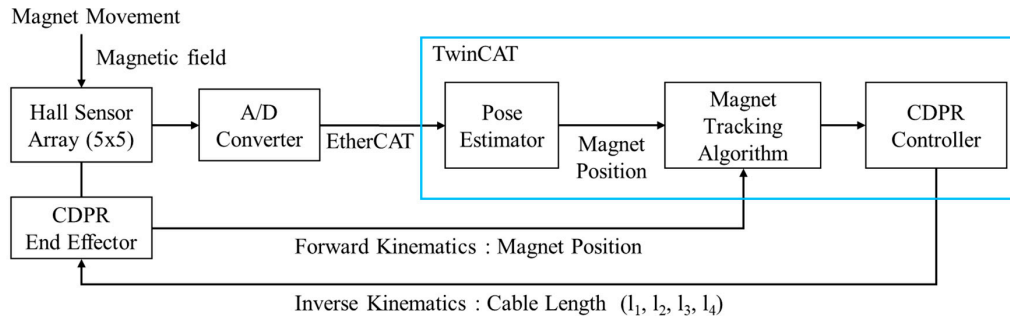 Magnet Movement
Magnetic field
TwinCAT
Hall Sensor
Array (5x5)
A/D
Converter
EtherCAT
Pose
Estimator
Magnet
Position
Magnet
Tracking
Algorithm
CDPR
Controller
CDPR
End Effector
Forward Kinematics : Magnet Position
Inverse Kinematics : Cable Length (l₁, l₂, l₃, l₄)